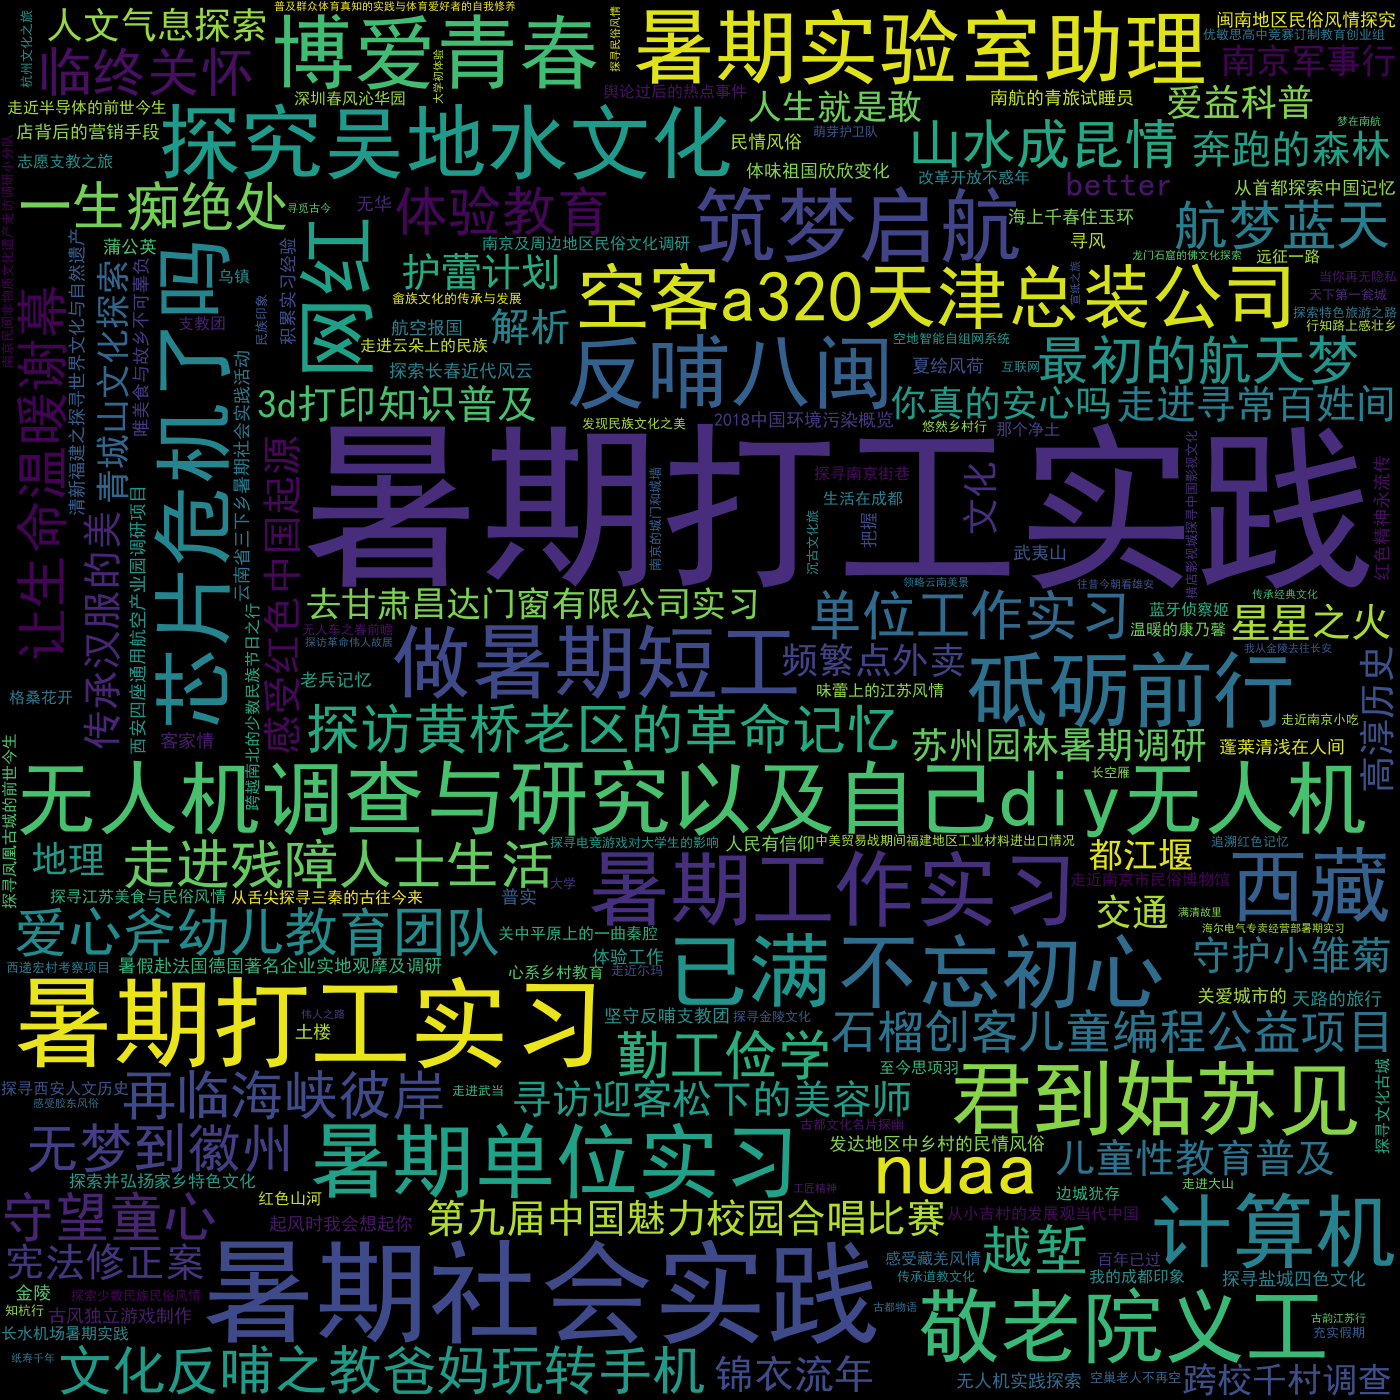 杭州文化之旅
人文气息探索
普及群众体育真知的实践与体育爱好者的自我修养
博爱青春
大学初体验
探寻民俗风情
暑期实验室助理
闽南地区民俗风情探究
优敏思高中竞赛订制教育创业组
临终关怀
南京军事行
走近半导体的前世今生
深圳春风沁华园
舆论过后的热点事件
人生就是敢
南航的青旅试睡员
爱益科普
店背后的营销手段
探究吴地水文化
民情风俗
萌芽护卫队
山水成昆情
梦在南航
奔跑的森林
志愿支教之旅
体味祖国欣欣变化
改革开放不惑年
better
从首都探索中国记忆
南京民间非物质文化遗产走访调研小分队
一生痴绝处
寻觅古今
无华
体验教育
筑梦启航
海上千春住玉环
航梦蓝天
蒲公英
南京及周边地区民俗文化调研
寻风
龙门石窟的佛文化探索
远征一路
乌镇
积累实习经验
网红
护蕾计划
空客a320天津总装公司
宣纸之旅
当你再无隐私
天下第一瓮城
畲族文化的传承与发展
探索特色旅游之路
支教团
民族印象
航空报国
解析
反哺八闽
空地智能自组网系统
最初的航天梦
行知路上感壮乡
走进云朵上的民族
探索长春近代风云
夏绘风荷
互联网
让生命温暖谢幕
清新福建之探寻世界文化与自然遗产
青城山文化探索
唯美食与故乡不可辜负
芯片危机了吗
3d打印知识普及
发现民族文化之美
2018中国环境污染概览
你真的安心吗
走进寻常百姓间
悠然乡村行
那个净土
云南省三下乡暑期社会实践活动
感受红色中国起源
暑期打工实践
南京的城门和城墙
探寻南京街巷
生活在成都
沉古文化旅
把握
文化
武夷山
横店影视城探寻中国影视文化
红色精神永流传
传承汉服的美
西安四座通用航空产业园调研项目
领略云南美景
往昔今朝看雄安
传承经典文化
去甘肃昌达门窗有限公司实习
单位工作实习
蓝牙侦察姬
温暖的康乃馨
星星之火
跨越南北的少数民族节日之行
无人车之春前瞻
探访革命伟人故居
做暑期短工
频繁点外卖
砥砺前行
我从金陵去往长安
高淳历史
格桑花开
老兵记忆
味蕾上的江苏风情
客家情
探访黄桥老区的革命记忆
苏州园林暑期调研
走近南京小吃
蓬莱清浅在人间
探寻凤凰古城的前世今生
无人机调查与研究以及自己diy无人机
长空雁
地理
走进残障人士生活
探寻电竞游戏对大学生的影响
人民有信仰
中美贸易战期间福建地区工业材料进出口情况
都江堰
追溯红色记忆
西藏
探寻江苏美食与民俗风情
从舌尖探寻三秦的古往今来
普实
大学
暑期工作实习
走近南京市民俗博物馆
交通
满清故里
爱心斧幼儿教育团队
关中平原上的一曲秦腔
已满
不忘初心
海尔电气专卖经营部暑期实习
守护小雏菊
西递宏村考察项目
暑假赴法国德国著名企业实地观摩及调研
体验工作
心系乡村教育
走近尔玛
暑期打工实习
伟人之路
土楼
坚守反哺支教团
探寻金陵文化
关爱城市的
天路的旅行
勤工俭学
石榴创客儿童编程公益项目
至今思项羽
探寻西安人文历史
感受胶东风俗
再临海峡彼岸
走进武当
寻访迎客松下的美容师
君到姑苏见
探寻文化古城
无梦到徽州
暑期单位实习
古都文化名片探幽
发达地区中乡村的民情风俗
探索并弘扬家乡特色文化
nuaa
儿童性教育普及
红色山河
工匠精神
边城犹存
走进大山
守望童心
起风时我会想起你
第九届中国魅力校园合唱比赛
从小吉村的发展观当代中国
越堑
计算机
宪法修正案
暑期社会实践
感受藏羌风情
百年已过
传承道教文化
我的成都印象
探寻盐城四色文化
金陵
探索少数民族民俗风情
知杭行
古风独立游戏制作
古都物语
敬老院义工
古韵江苏行
长水机场暑期实践
充实假期
纸寿千年
文化反哺之教爸妈玩转手机
锦衣流年
无人机实践探索
空巢老人不再空
跨校千村调查